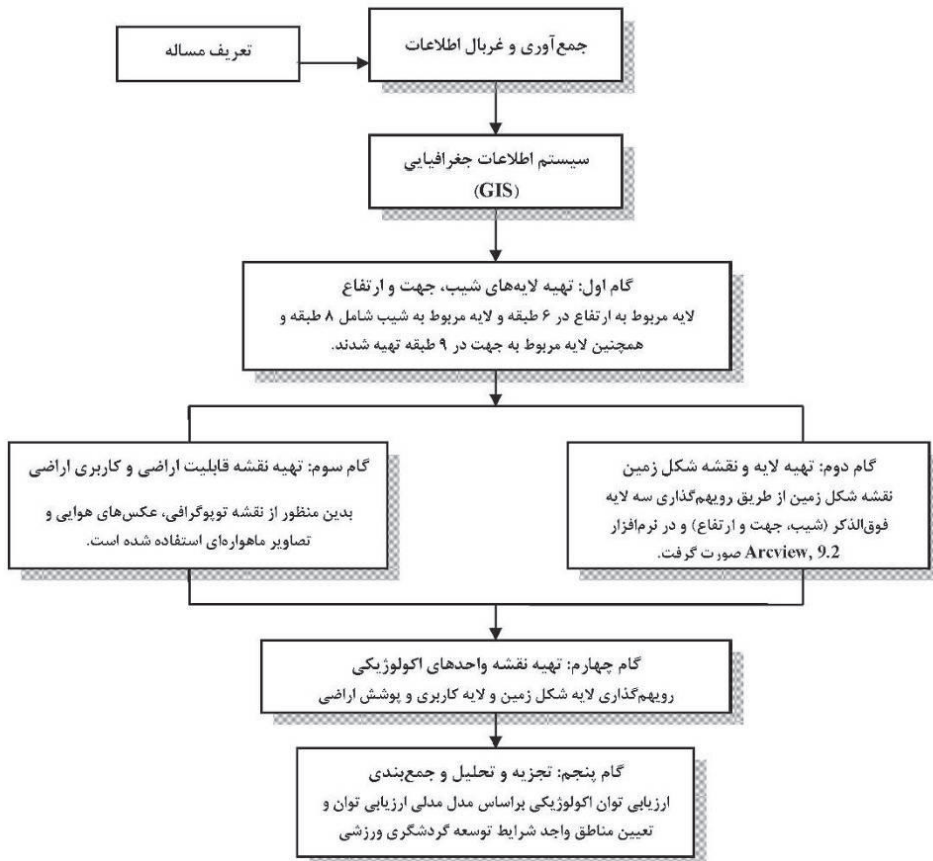 جمع‌آوری و غربال اطلاعات
تعریف مساله
سیستم اطلاعات جغرافیایی
(GIS)
گام اول: تهیه لایه‌های شیب، جهت و ارتفاع
لایه مربوط به ارتفاع در ۶ طبقه و لایه مربوط به شیب شامل ۸ طبقه و
همچنین لایه مربوط به جهت در ۹ طبقه تهیه شدند.
گام دوم: تهیه لایه و نقشه شکل زمین
نقشه شکل زمین از طریق رویهم‌گذاری سه لایه
فوق‌الذکر (شیب، جهت و ارتفاع) و در نرم‌افزار
Arcview, 9.2 صورت گرفت.
گام سوم: تهیه نقشه قابلیت اراضی و کاربری اراضی
بدین منظور از نقشه توپوگرافی، عکس‌های هوایی و
تصاویر ماهواره‌ای استفاده شده است.
گام چهارم: تهیه نقشه واحدهای اکولوژیکی
رویهم‌گذاری لایه شکل زمین و لایه کاربری و پوشش اراضی
گام پنجم: تجزیه و تحلیل و جمع‌بندی
ارزیابی توان اکولوژیکی براساس مدل مدلی ارزیابی توان و
تعیین مناطق واجد شرایط توسعه گردشگری ورزشی